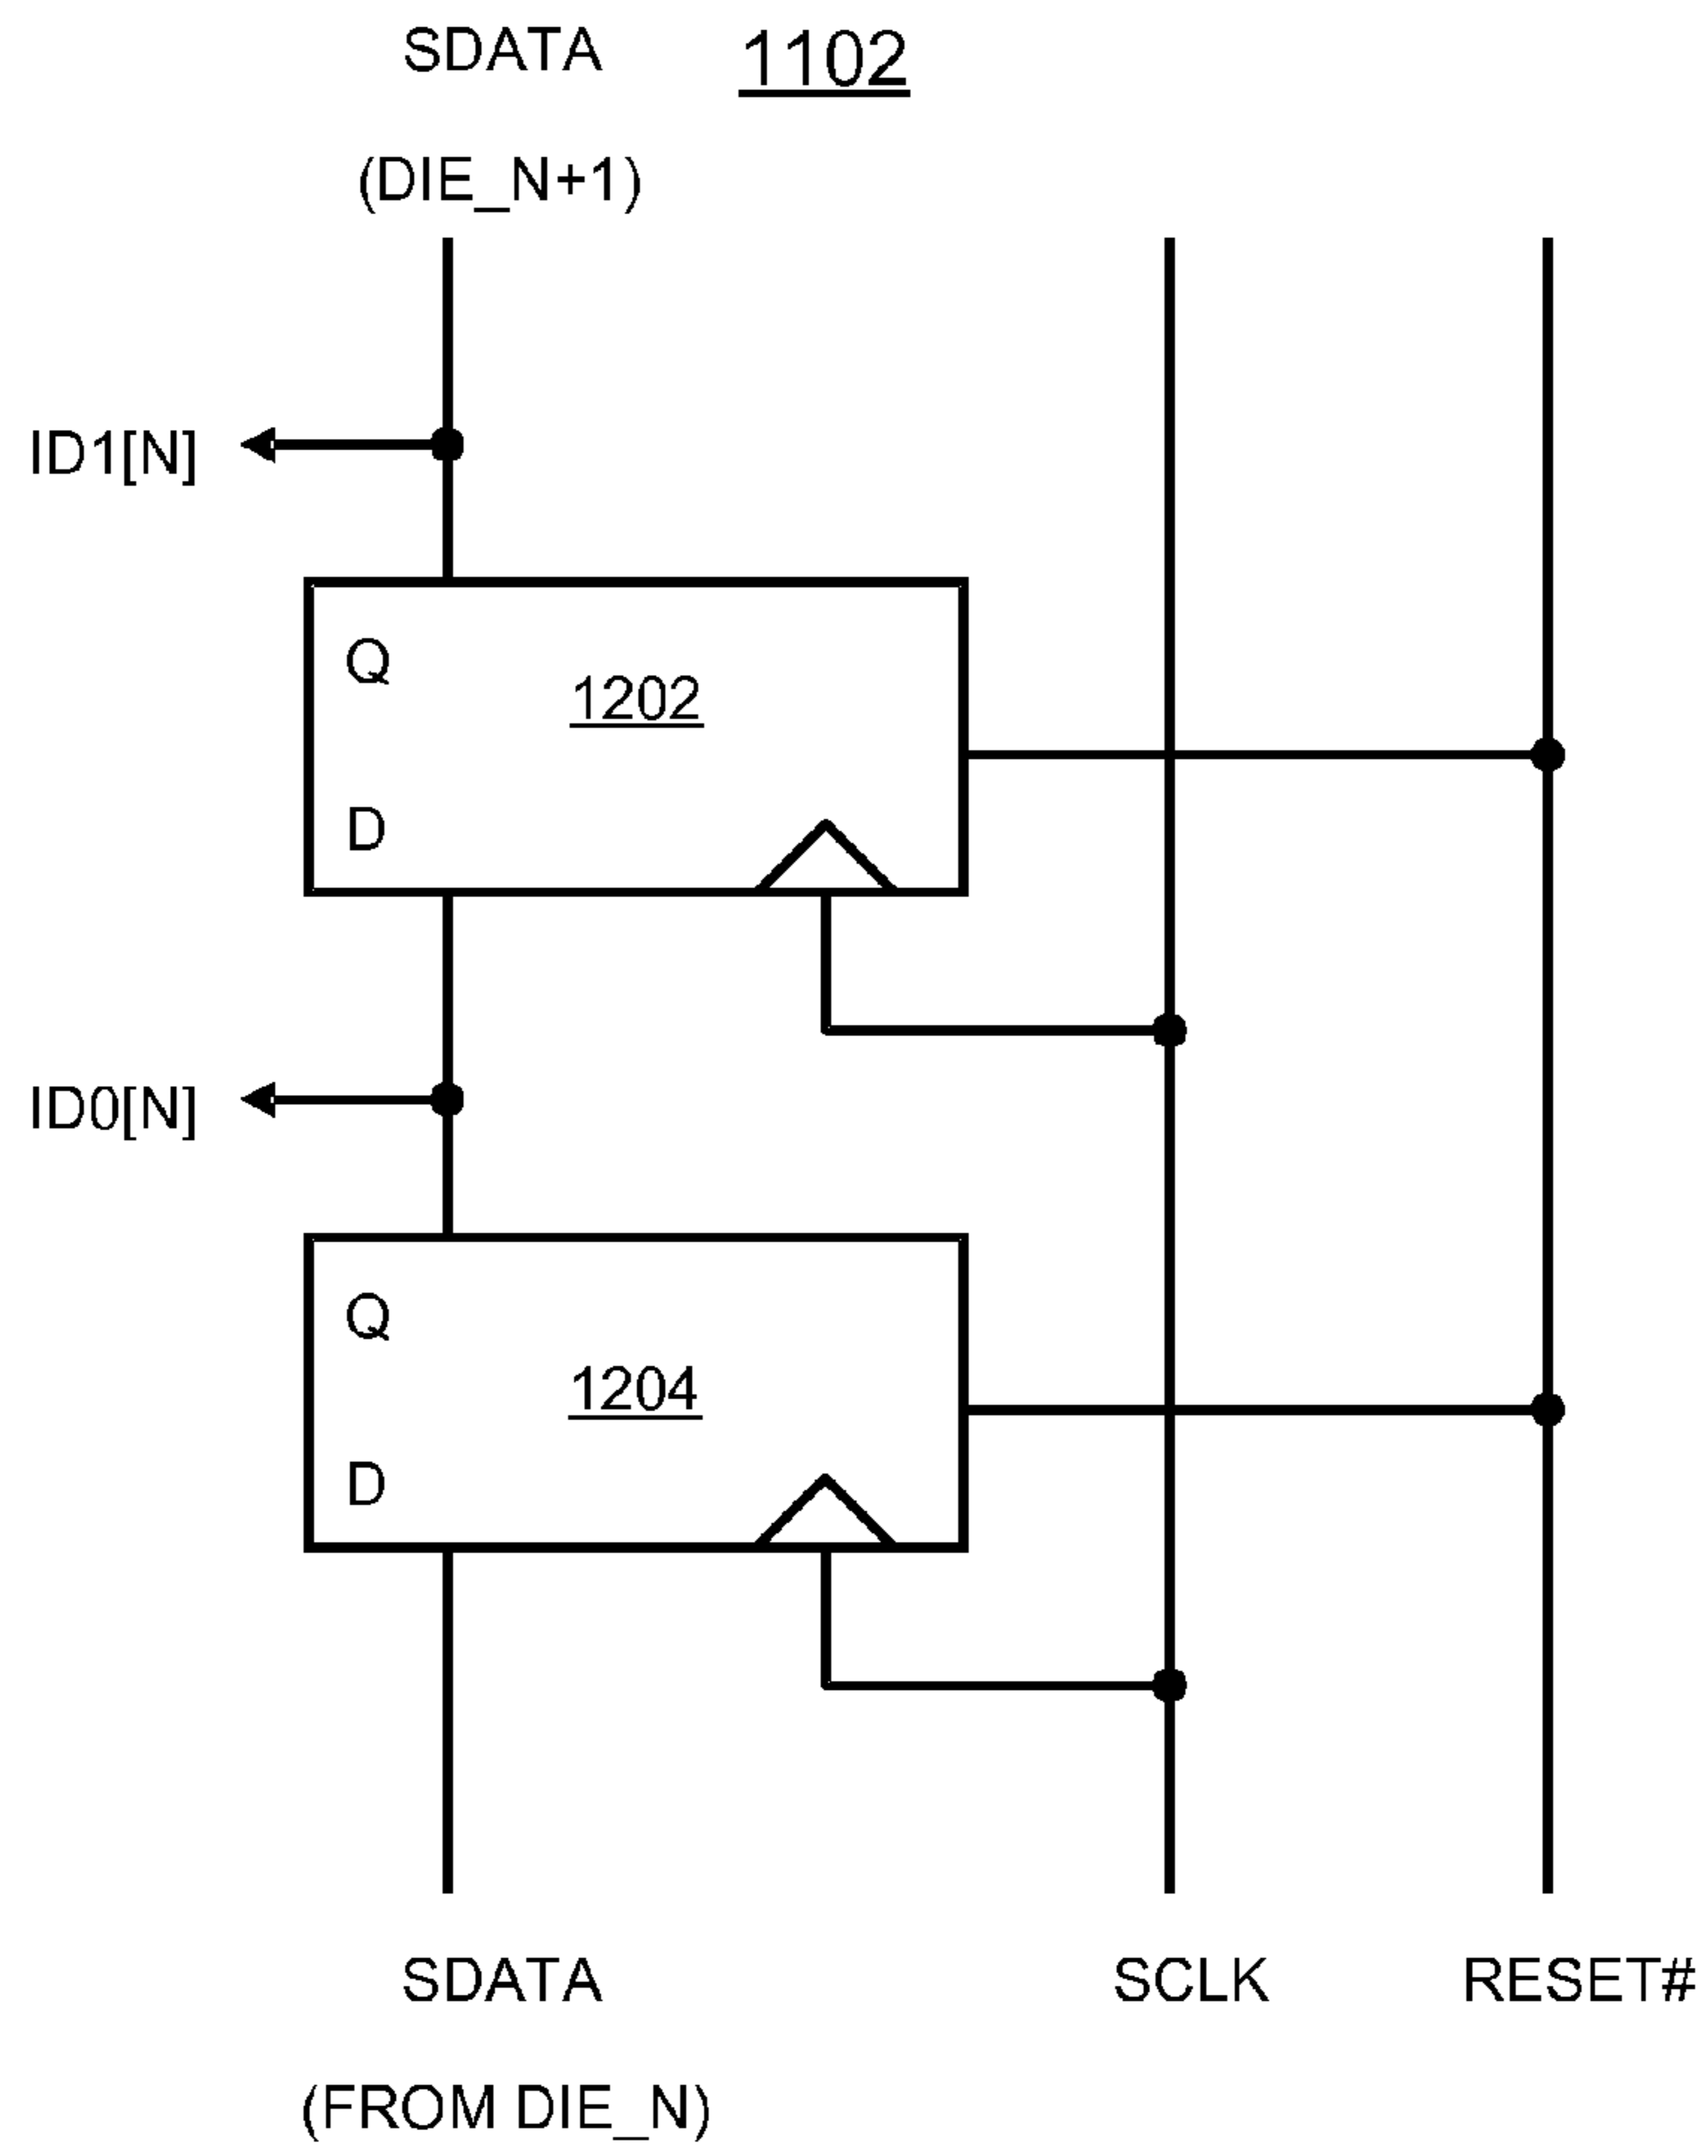 SDATA 1102
(DIE_N+1)
ID1[N]
Q
1202
D
ID0[N]
Q
1204
D
SDATA SCLK RESET#
(FROM DIE_N)